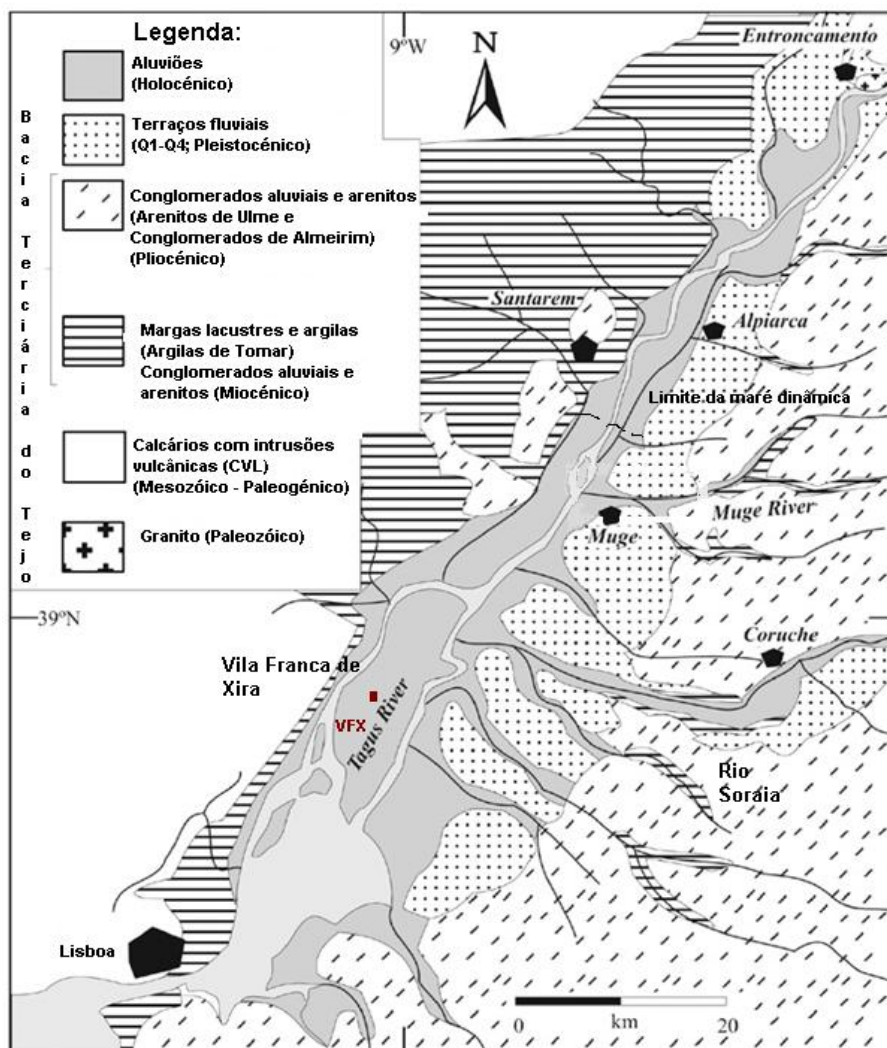 Legenda:
Aluviões
(Holocénico)
Terraços fluviais
(Q1-Q4; Pleistocénico)
Conglomerados aluviais e arenitos
(Arenitos de Ulme e
Conglomerados de Almeirim)
(Pliocénico)
Margas lacustres e argilas
(Argilas de Tomar)
Conglomerados aluviais e
arenitos (Miocénico)
Calcários com intrusões
vulcânicas (CVL)
(Mesozóico - Paleogénico)
Granito (Paleozóico)
Bacia Terciária do Tejo
9ºW
N
Entroncamento
Santarem
Alpiarca
Limite da maré dinâmica
Muge River
Muge
39ºN
Coruche
Vila Franca de
Xira
VFX
Tagus River
Rio
Soraia
Lisboa
0 20
km